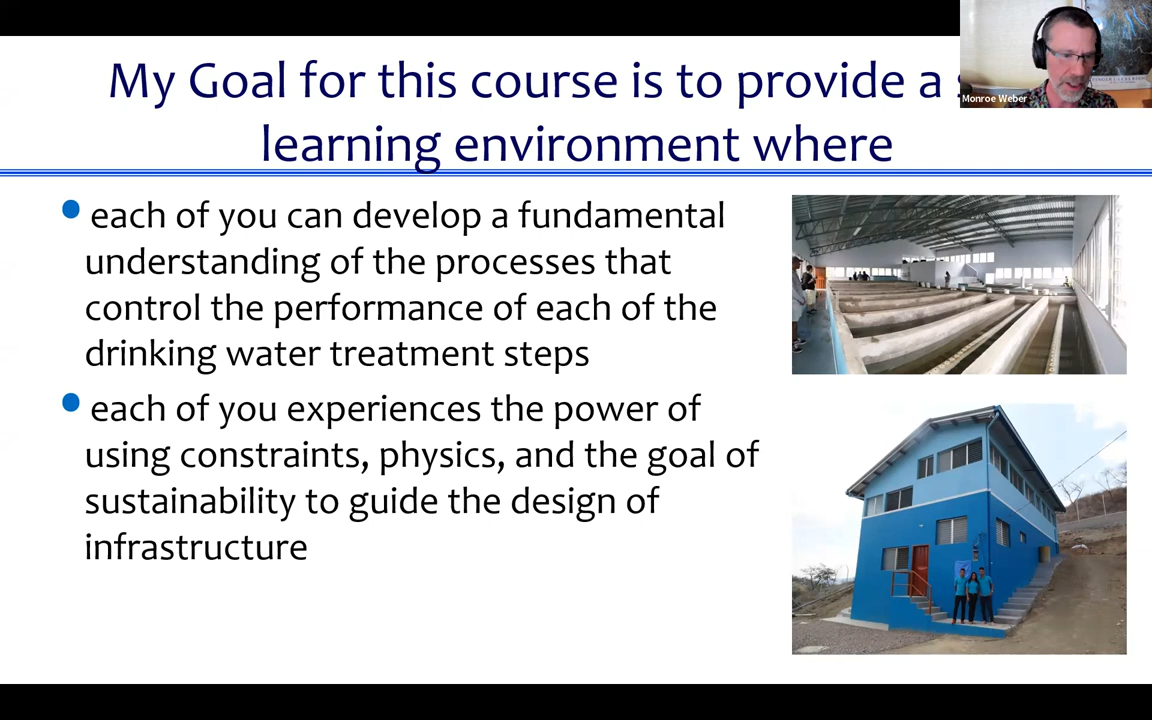 My Goal for this course is to provide a
learning environment where
Monroe Weber
each of you can develop a fundamental
understanding of the processes that
control the performance of each of the
drinking water treatment steps
each of you experiences the power of
using constraints, physics, and the goal of
sustainability to guide the design of
infrastructure